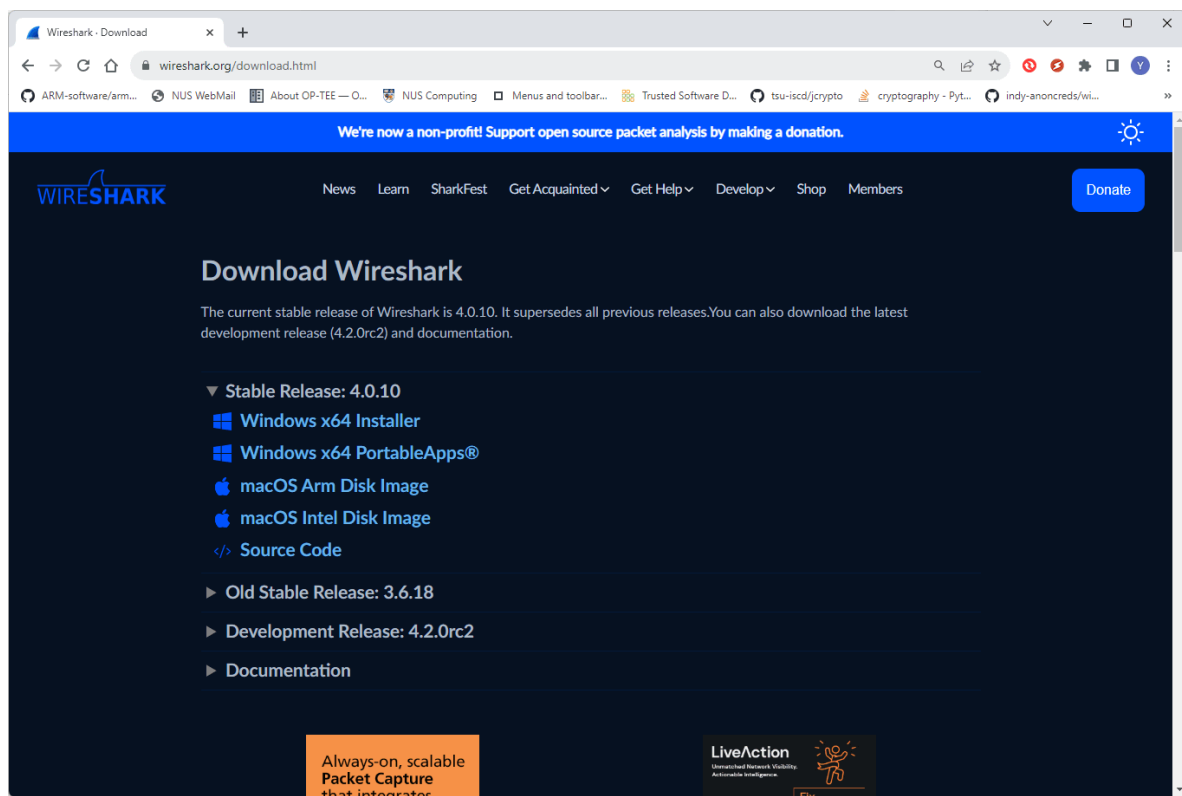 Wireshark · Download
wireshark.org/download.html
Y
ARM-software/arm...
NUS WebMail
About OP-TEE — O...
NUS Computing
Menus and toolbar...
Trusted Software D...
tsu-iscd/jcrypto
cryptography - Pyt...
indy-anoncreds/wi...
We're now a non-profit! Support open source packet analysis by making a donation.
WIRESHARK
News
Learn
SharkFest
Get Acquainted
Get Help
Develop
Shop
Members
Donate
Download Wireshark
The current stable release of Wireshark is 4.0.10. It supersedes all previous releases.You can also download the latest
development release (4.2.0rc2) and documentation.
Stable Release: 4.0.10
Windows x64 Installer
Windows x64 PortableApps®
macOS Arm Disk Image
macOS Intel Disk Image
</> Source Code
Old Stable Release: 3.6.18
Development Release: 4.2.0rc2
Documentation
Always-on, scalable
Packet Capture
that integrates
LiveAction
Unmatched Network Visibility.
Actionable Intelligence.